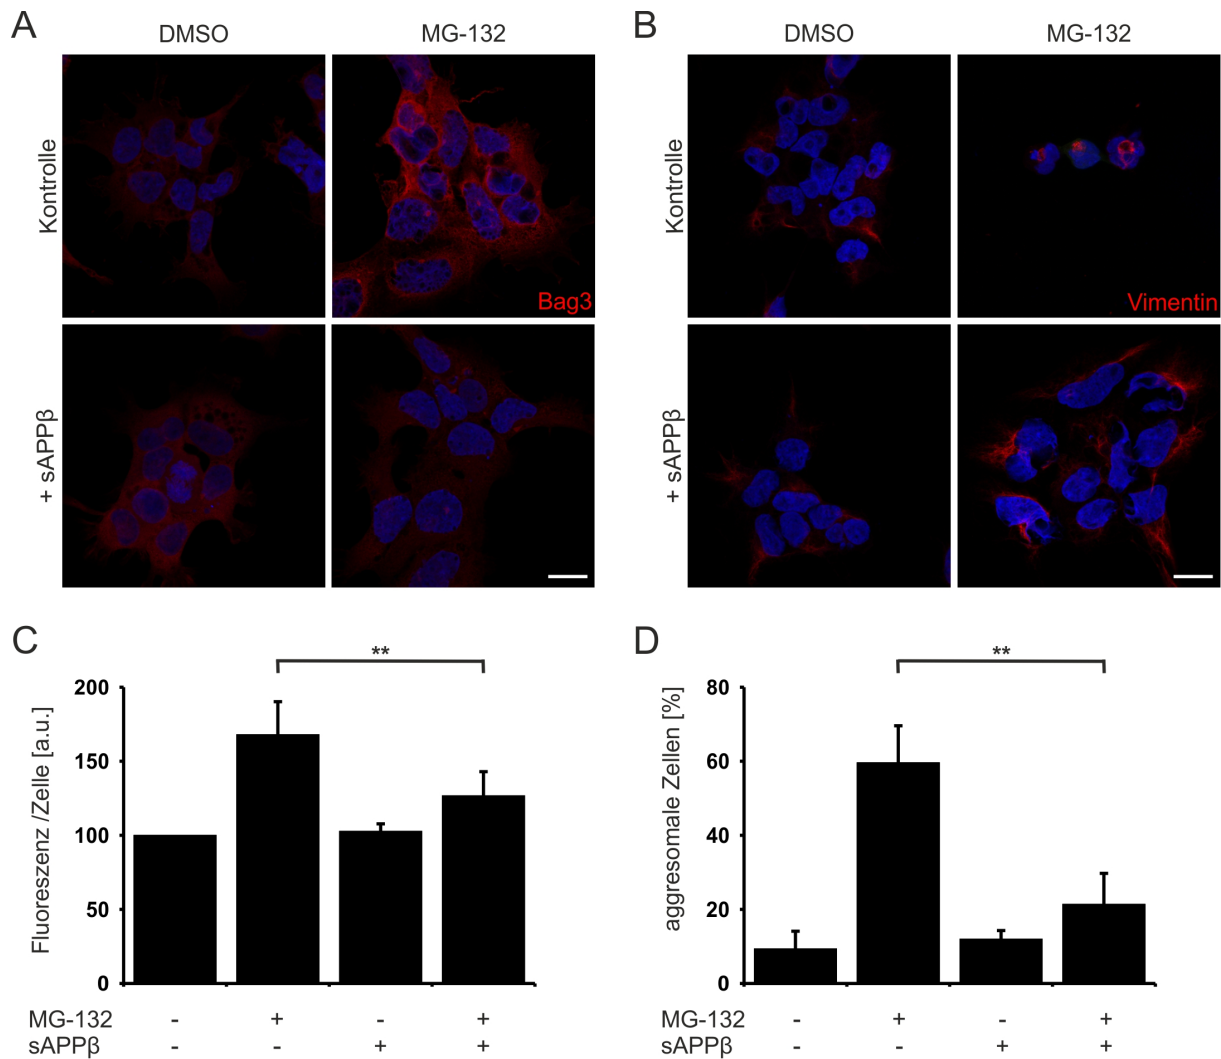 A
DMSO
MG-132
Kontrolle
Bag3
+ sAPPβ
B
DMSO
MG-132
Kontrolle
Vimentin
+ sAPPβ
C
**
Fluoreszenz /Zelle [a.u.]
200
150
100
50
0
MG-132 - + - +
sAPPβ - - + +
D
**
aggresomale Zellen [%]
80
60
40
20
0
MG-132 - + - +
sAPPβ - - + +